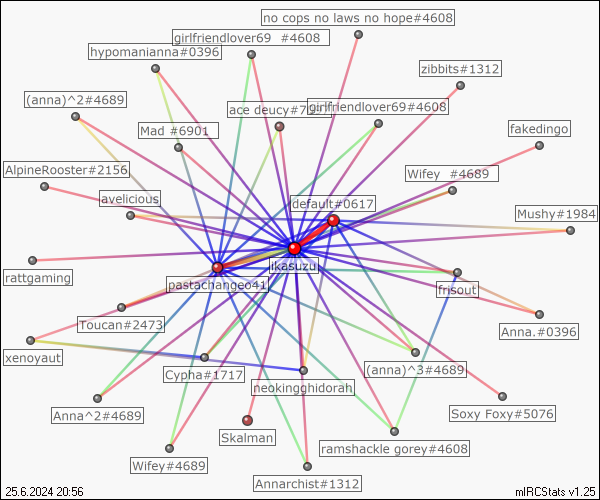 no cops no laws no hope#4608
girlfriendlover69 #4608
hypomanianna#0396
zibbits#1312
(anna)^2#4689
ace deucy#7
girlfriendlover69#4608
Mad #6901
fakedingo
AlpineRooster#2156
Wifey #4689
avelicious
default#0617
Mushy#1984
ikasuzu
rattgaming
pastachangeo41
frisout
Toucan#2473
Anna.#0396
xenoyaut
Cypha#1717
(anna)^3#4689
neokingghidorah
Anna^2#4689
Soxy Foxy#5076
Skalman
ramshackle gorey#4608
Wifey#4689
Annarchist#1312
25.6.2024 20:56
mIRCStats v1.25